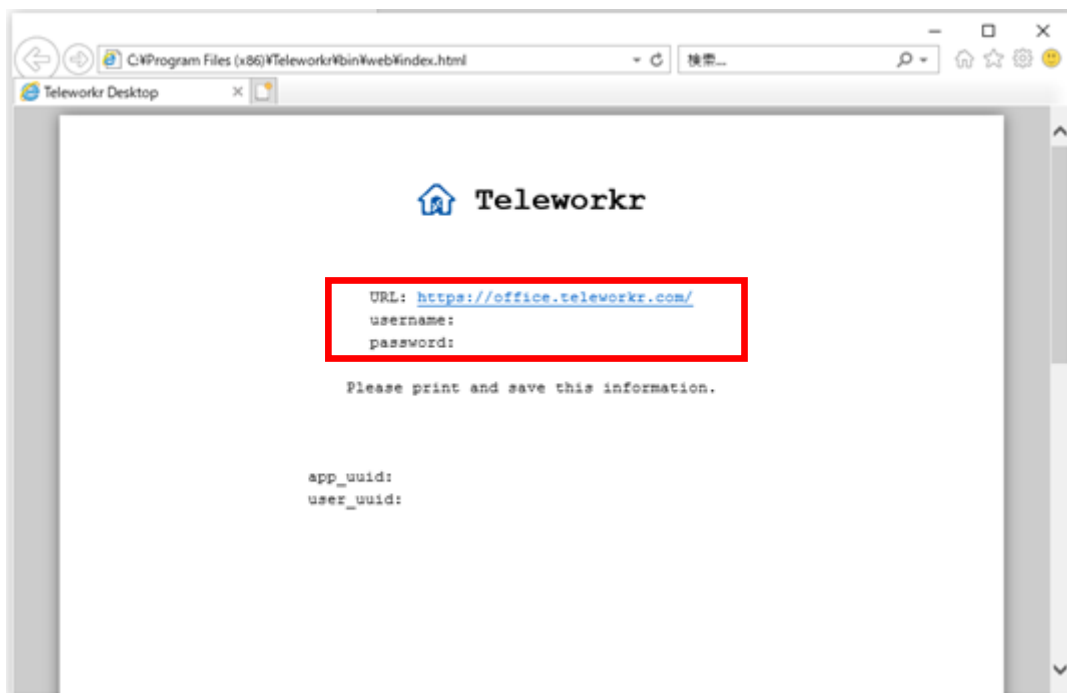 C:¥Program Files (x86)¥Teleworkr¥bin¥web¥index.html
検索...
Teleworkr Desktop
Teleworkr
URL: https://office.teleworkr.com/
username:
password:
Please print and save this information.
app_uuid:
user_uuid: